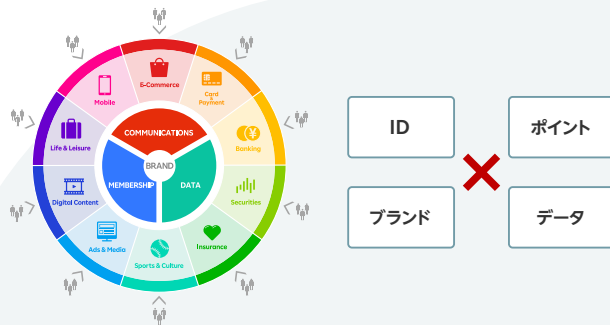 E-Commerce
Card
&
Payment
Banking
Securities
Insurance
Sports & Culture
Ads & Media
Digital Content
Life & Leisure
Mobile
COMMUNICATIONS
BRAND
MEMBERSHIP
DATA
ID
ポイント
ブランド
データ